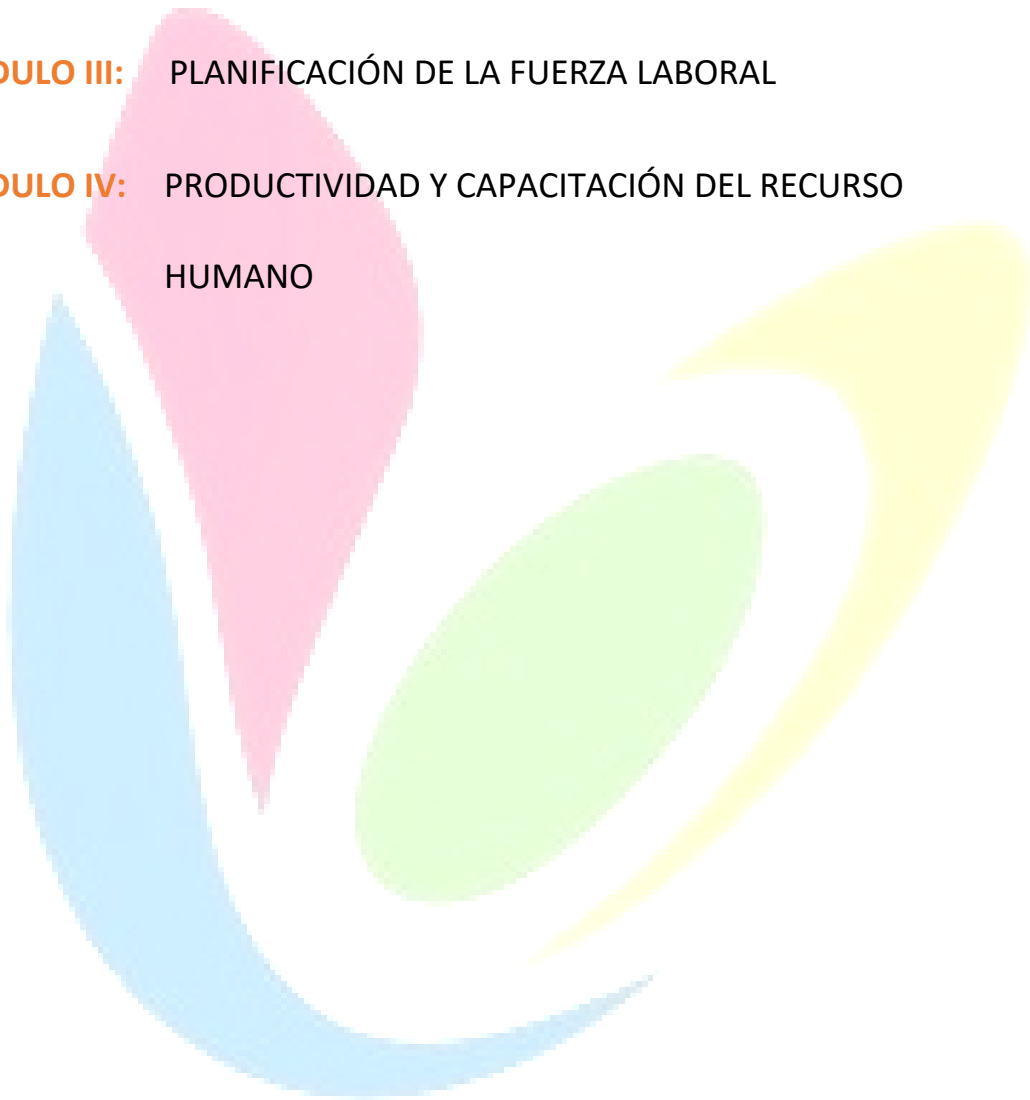 DULO III: PLANIFICACIÓN DE LA FUERZA LABORAL
DULO IV: PRODUCTIVIDAD Y CAPACITACIÓN DEL RECURSO
HUMANO